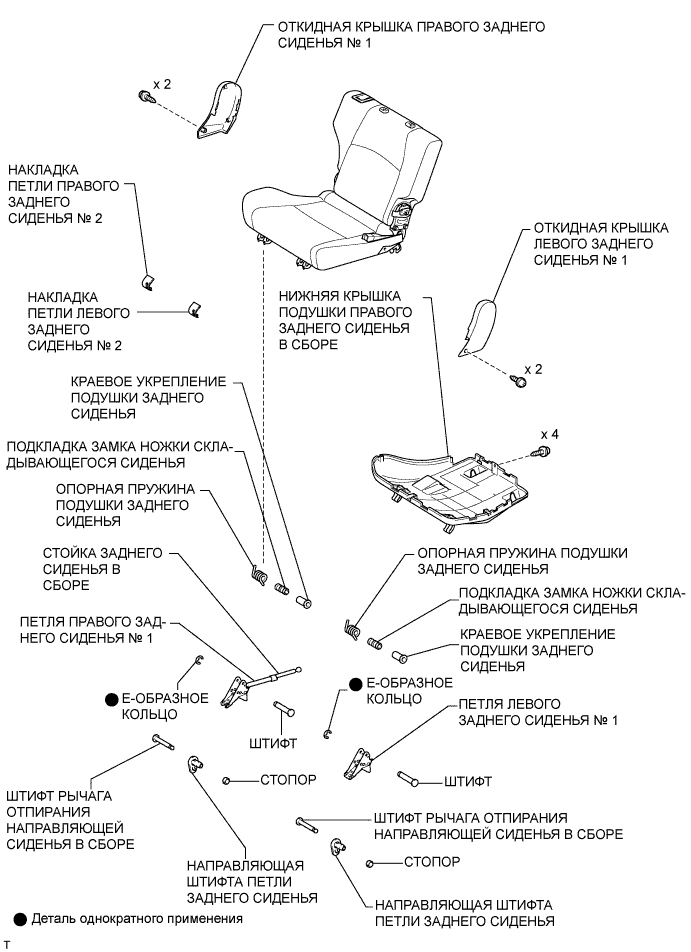 ОТКИДНАЯ КРЫШКА ПРАВОГО ЗАДНЕГО
СИДЕНЬЯ № 1
x 2
НАКЛАДКА
ПЕТЛИ ПРАВОГО
ЗАДНЕГО
СИДЕНЬЯ № 2
ОТКИДНАЯ КРЫШКА
ЛЕВОГО ЗАДНЕГО
СИДЕНЬЯ № 1
НАКЛАДКА
ПЕТЛИ ЛЕВОГО
ЗАДНЕГО
СИДЕНЬЯ № 2
НИЖНЯЯ КРЫШКА
ПОДУШКИ ПРАВОГО
ЗАДНЕГО СИДЕНЬЯ
В СБОРЕ
x 2
КРАЕВОЕ УКРЕПЛЕНИЕ
ПОДУШКИ ЗАДНЕГО
СИДЕНЬЯ
x 4
ПОДКЛАДКА ЗАМКА НОЖКИ СКЛА-
ДЫВАЮЩЕГОСЯ СИДЕНЬЯ
ОПОРНАЯ ПРУЖИНА
ПОДУШКИ ЗАДНЕГО
СИДЕНЬЯ
СТОЙКА ЗАДНЕГО
СИДЕНЬЯ В
СБОРЕ
ОПОРНАЯ ПРУЖИНА ПОДУШКИ
ЗАДНЕГО СИДЕНЬЯ
ПОДКЛАДКА ЗАМКА НОЖКИ СКЛА-
ДЫВАЮЩЕГОСЯ СИДЕНЬЯ
ПЕТЛЯ ПРАВОГО ЗАД-
НЕГО СИДЕНЬЯ № 1
КРАЕВОЕ УКРЕПЛЕНИЕ
ПОДУШКИ ЗАДНЕГО
СИДЕНЬЯ
Е-ОБРАЗНОЕ
КОЛЬЦО
Е-ОБРАЗНОЕ
КОЛЬЦО
ПЕТЛЯ ЛЕВОГО
ЗАДНЕГО СИДЕНЬЯ № 1
ШТИФТ
СТОПОР
ШТИФТ
ШТИФТ РЫЧАГА
ОТПИРАНИЯ
НАПРАВЛЯЮЩЕЙ
СИДЕНЬЯ В СБОРЕ
ШТИФТ РЫЧАГА ОТПИРАНИЯ
НАПРАВЛЯЮЩЕЙ СИДЕНЬЯ В СБОРЕ
НАПРАВЛЯЮЩАЯ
ШТИФТА ПЕТЛИ
ЗАДНЕГО СИДЕНЬЯ
СТОПОР
НАПРАВЛЯЮЩАЯ ШТИФТА
ПЕТЛИ ЗАДНЕГО СИДЕНЬЯ
Деталь однократного применения
T